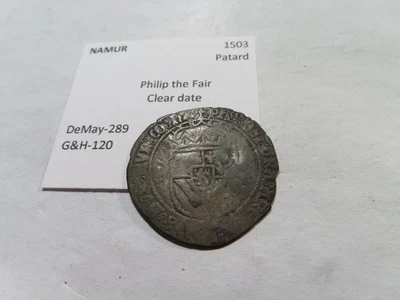 NAMUR
1503
Patard
Philip the Fair
Clear date
DeMay-289
G&H-120